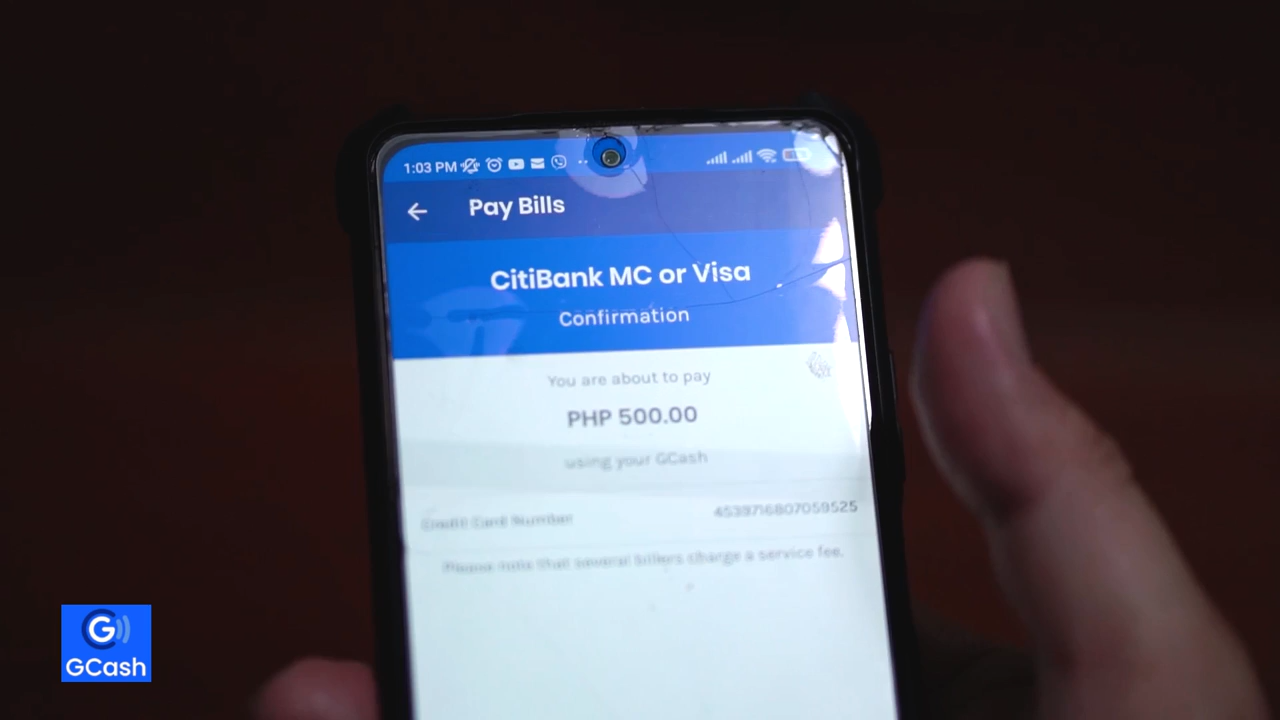 1:03 PM
Pay Bills
CitiBank MC or Visa
Confirmation
You are about to pay
PHP 500.00
using your GCash
Credit Card Number 4539716807059525
Please note that several billers charge a service fee.
G
GCash